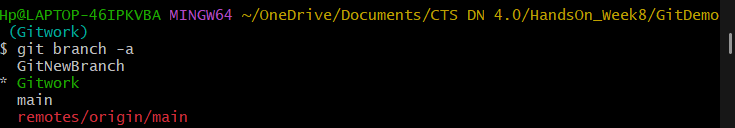 Hp@LAPTOP-46IPKVBA MINGW64 ~/OneDrive/Documents/CTS DN 4.0/HandsOn_Week8/GitDemo
(Gitwork)
$ git branch -a
GitNewBranch
* Gitwork
main
remotes/origin/main